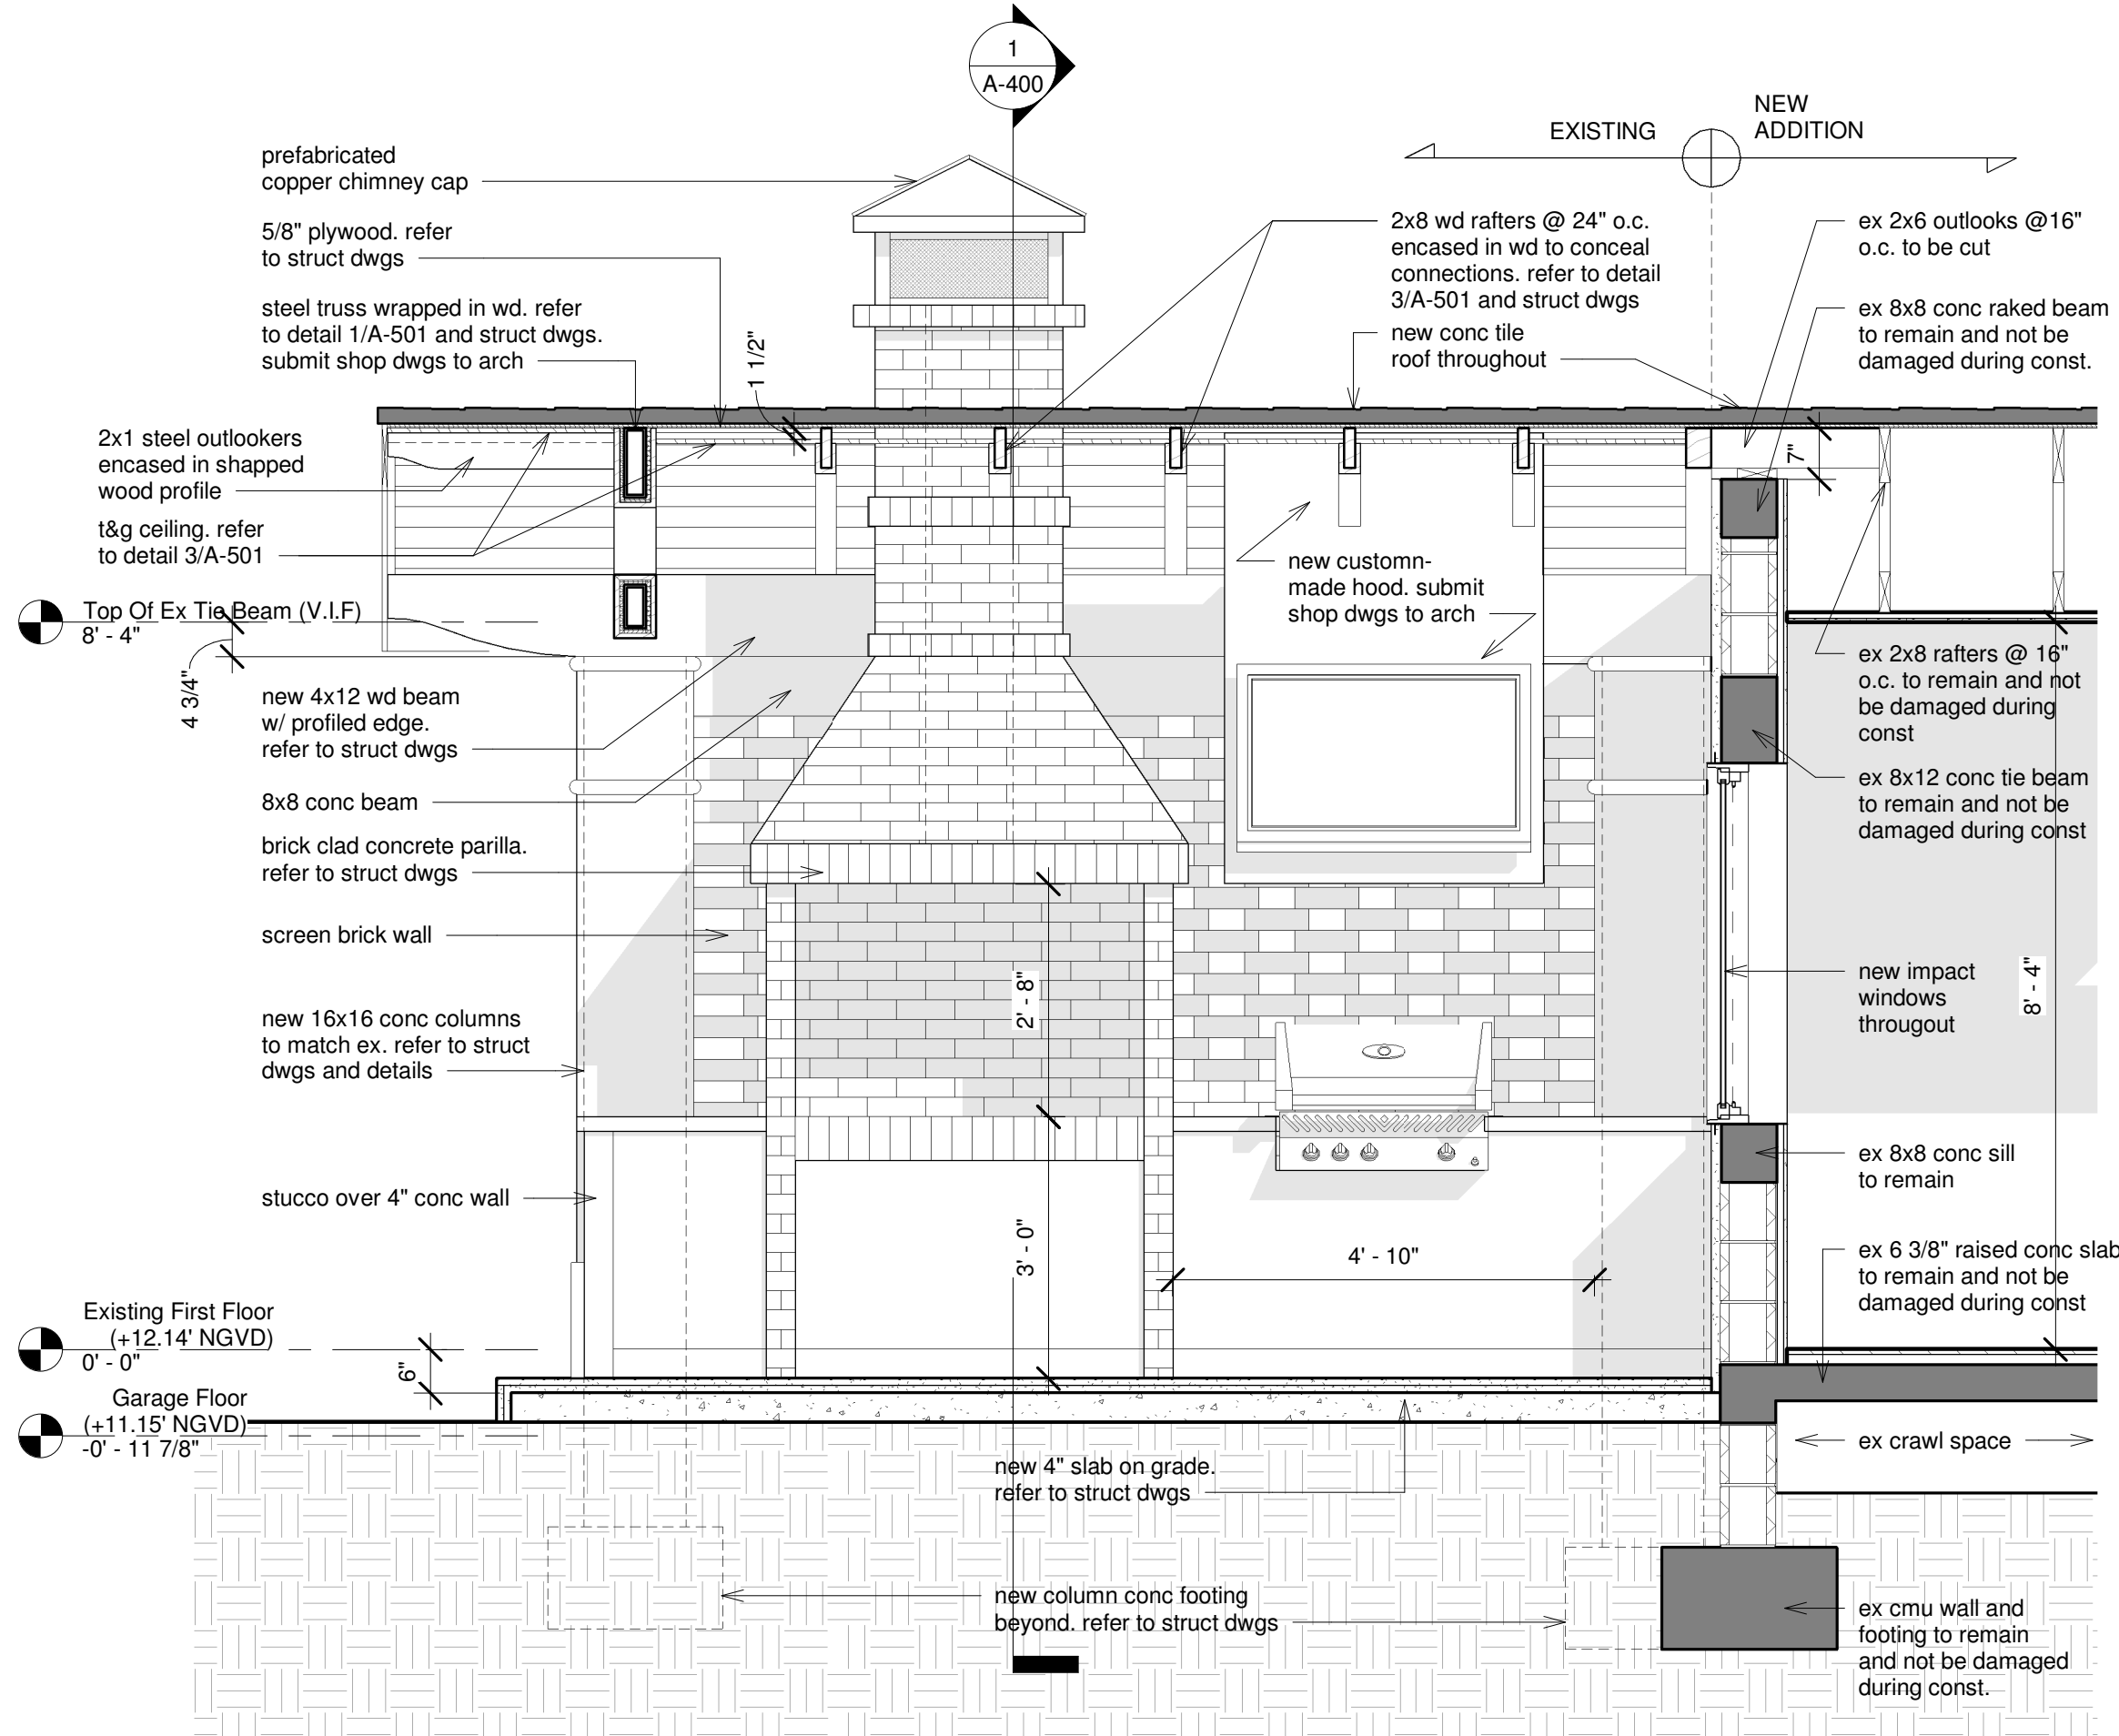 1
A-400
EXISTING
NEW
ADDITION
prefabricated
copper chimney cap
5/8" plywood. refer
to struct dwgs
steel truss wrapped in wd. refer
to detail 1/A-501 and struct dwgs.
submit shop dwgs to arch
1 1/2"
2x1 steel outlookers
encased in shapped
wood profile
t&g ceiling. refer
to detail 3/A-501
Top Of Ex Tie Beam (V.I.F)
8' - 4"
4 3/4"
new 4x12 wd beam
w/ profiled edge.
refer to struct dwgs
8x8 conc beam
brick clad concrete parilla.
refer to struct dwgs
screen brick wall
new 16x16 conc columns
to match ex. refer to struct
dwgs and details
stucco over 4" conc wall
Existing First Floor
(+12.14' NGVD)
0' - 0"
6"
Garage Floor
(+11.15' NGVD)
-0' - 11 7/8"
2x8 wd rafters @ 24" o.c.
encased in wd to conceal
connections. refer to detail
3/A-501 and struct dwgs
new conc tile
roof throughout
new customn-
made hood. submit
shop dwgs to arch
2' - 8"
3' - 0"
4' - 10"
new 4" slab on grade.
refer to struct dwgs
new column conc footing
beyond. refer to struct dwgs
ex 2x6 outlooks @16"
o.c. to be cut
ex 8x8 conc raked beam
to remain and not be
damaged during const.
7"
ex 2x8 rafters @ 16"
o.c. to remain and not
be damaged during
const
ex 8x12 conc tie beam
to remain and not be
damaged during const
new impact
windows
througout
8' - 4"
ex 8x8 conc sill
to remain
ex 6 3/8" raised conc slab
to remain and not be
damaged during const
ex crawl space
ex cmu wall and
footing to remain
and not be damaged
during const.